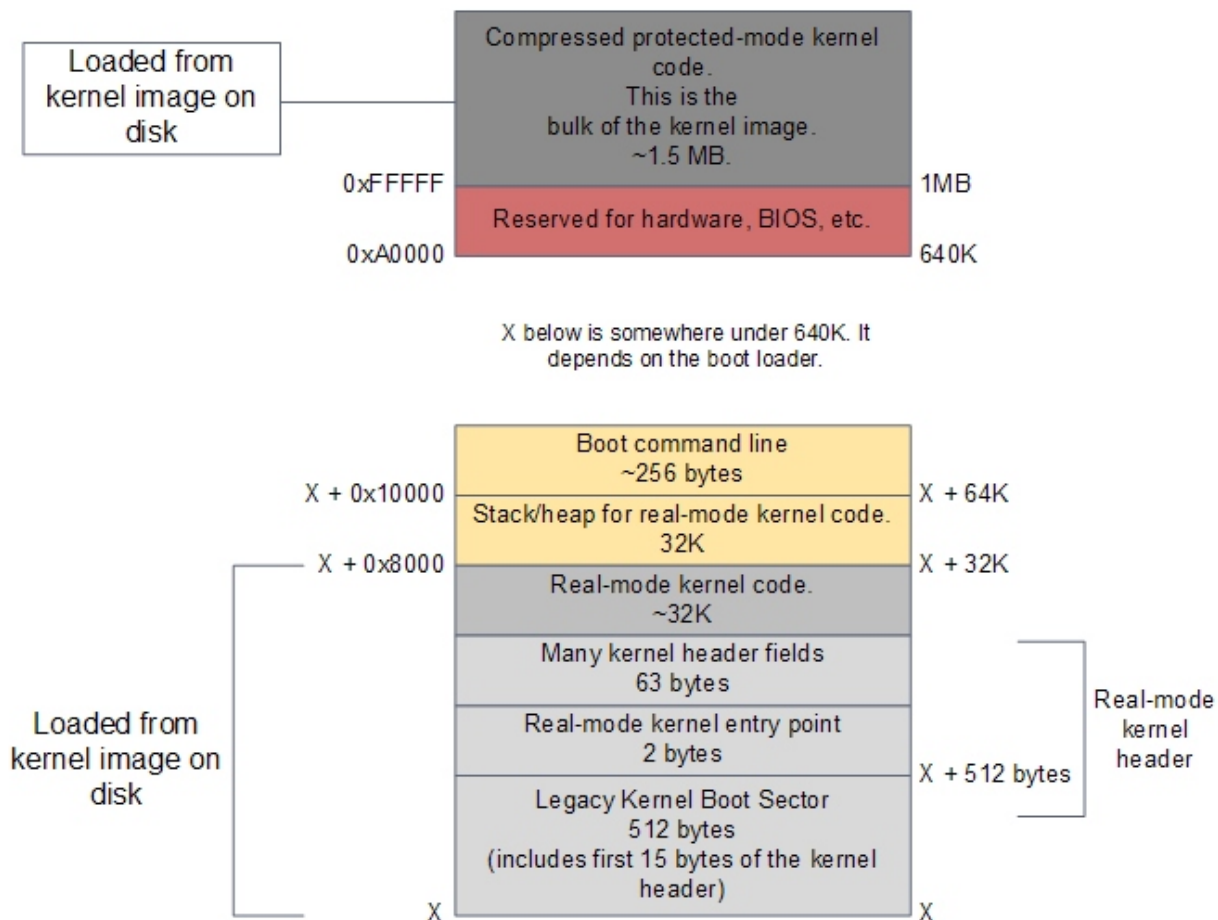 Compressed protected-mode kernel
code.
This is the
bulk of the kernel image.
~1.5 MB.
Loaded from
kernel image on
disk
0xFFFFF
1MB
Reserved for hardware, BIOS, etc.
0xA0000
640K
X below is somewhere under 640K. It
depends on the boot loader.
Boot command line
~256 bytes
X + 0x10000
X + 64K
Stack/heap for real-mode kernel code.
32K
X + 0x8000
X + 32K
Real-mode kernel code.
~32K
Many kernel header fields
63 bytes
Real-mode
kernel
header
Real-mode kernel entry point
2 bytes
Loaded from
kernel image on
disk
X + 512 bytes
Legacy Kernel Boot Sector
512 bytes
(includes first 15 bytes of the kernel
header)
X
X